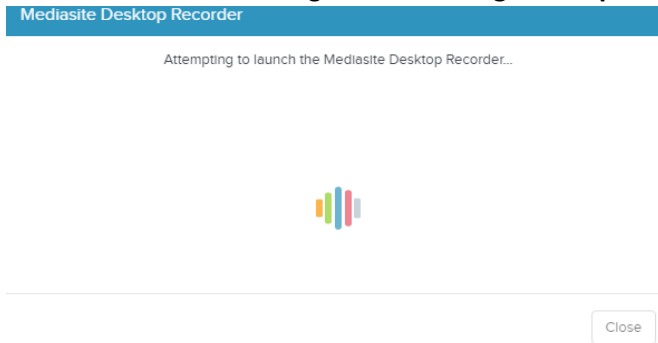 Mediasite Desktop Recorder
Attempting to launch the Mediasite Desktop Recorder...
Close